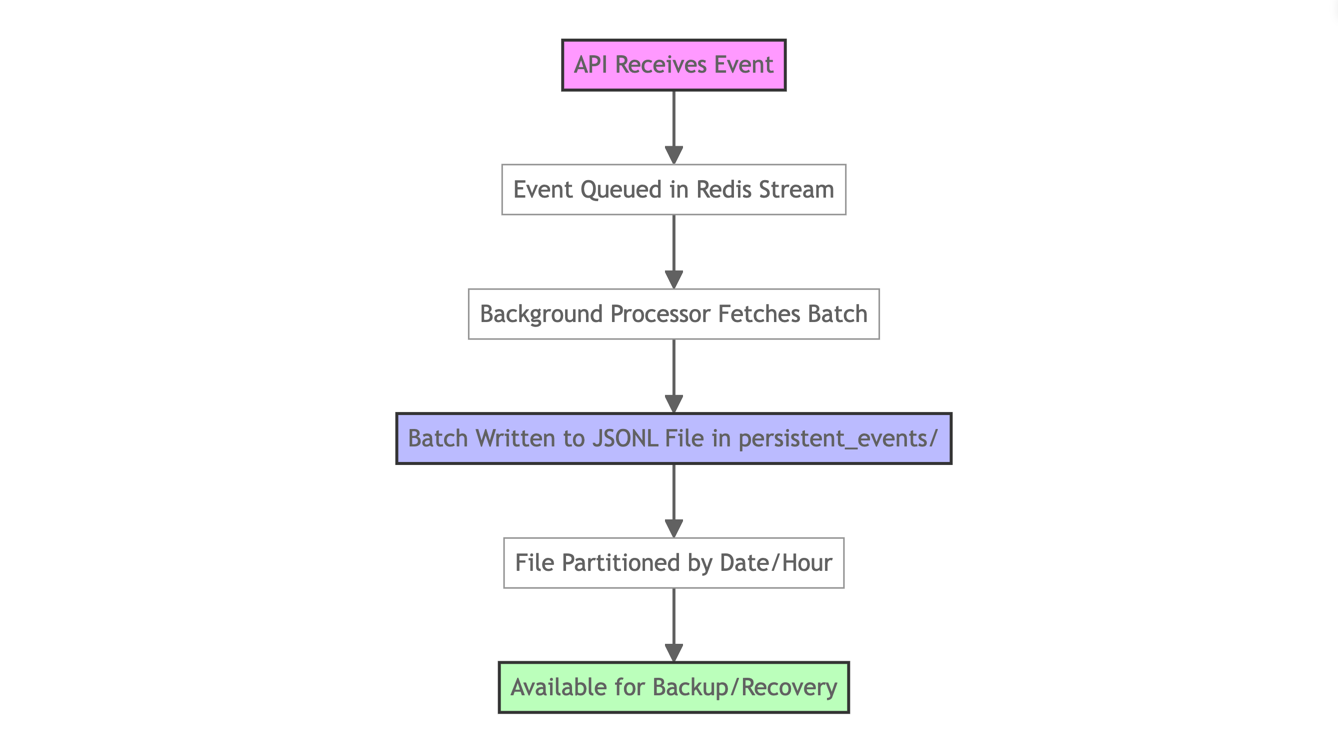 API Receives Event
Event Queued in Redis Stream
Background Processor Fetches Batch
Batch Written to JSONL File in persistent_events/
File Partitioned by Date/Hour
Available for Backup/Recovery